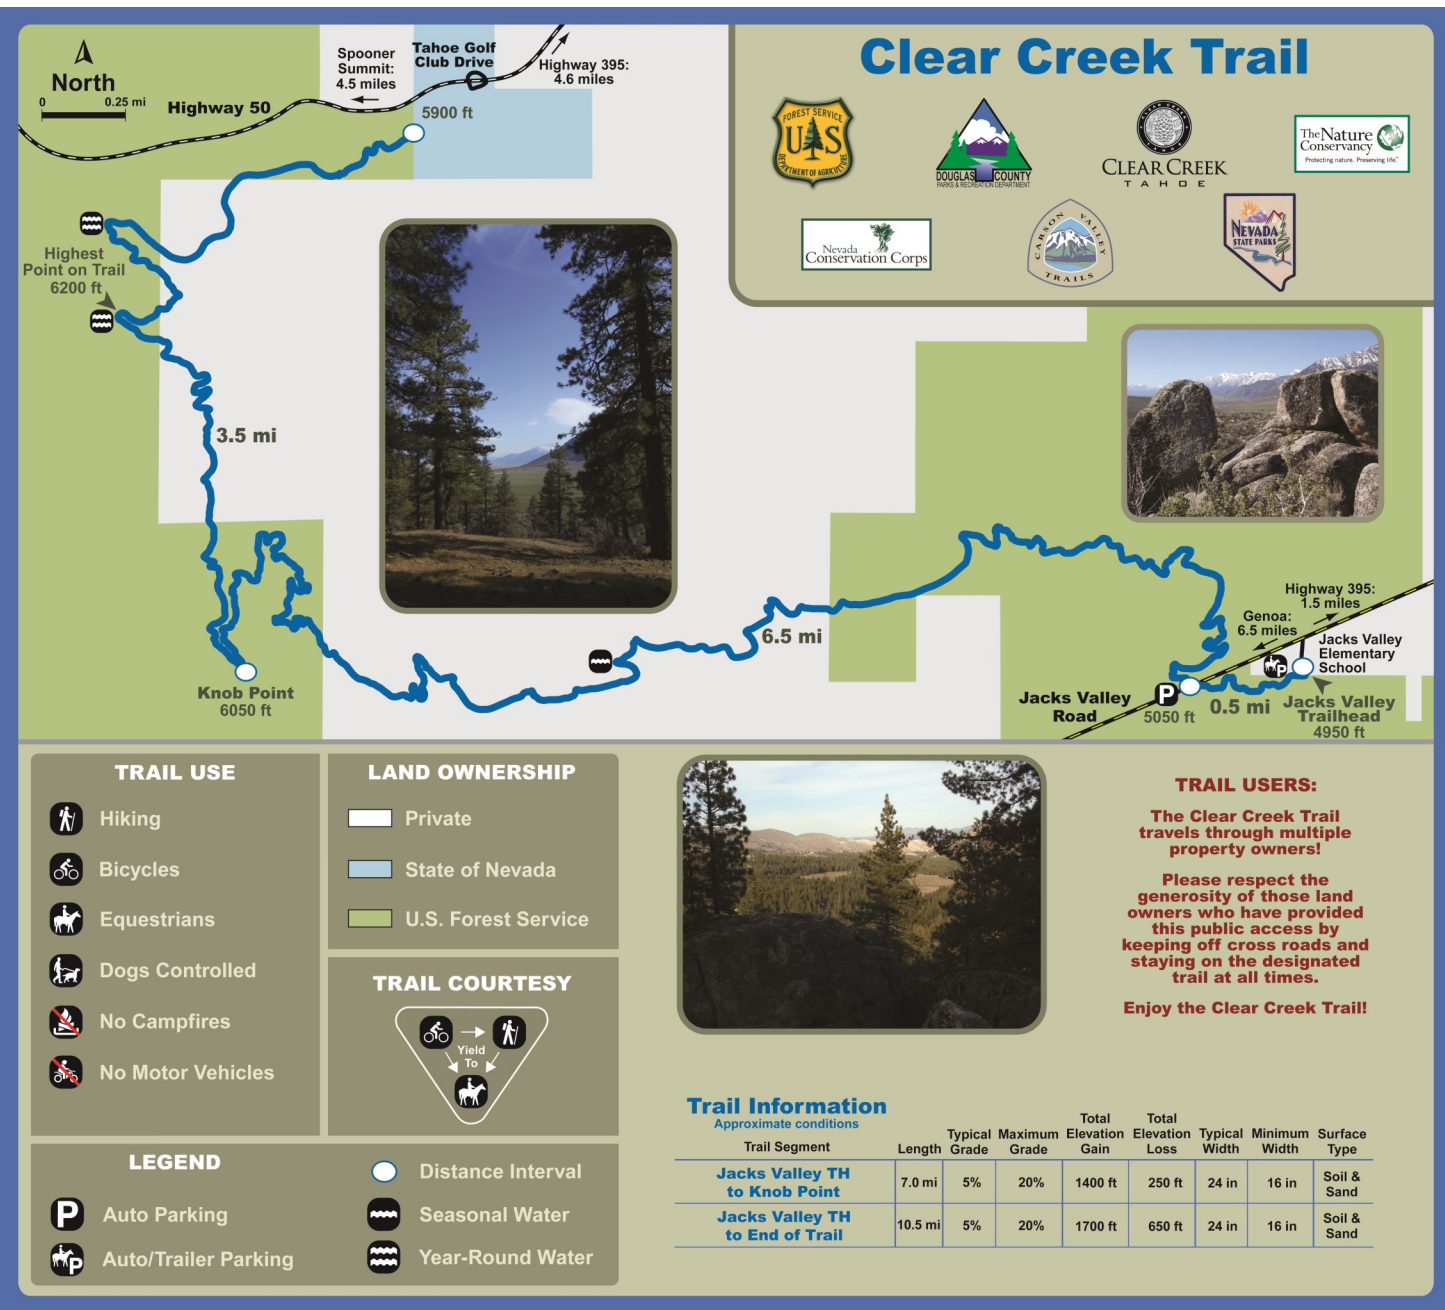 North
0 0.25 mi
Highway 50
Spooner
Summit:
4.5 miles
Tahoe Golf
Club Drive
Highway 395:
4.6 miles
5900 ft
Clear Creek Trail
FOREST SERVICE
U S
DEPARTMENT OF AGRICULTURE
DOUGLAS COUNTY
PARKS & RECREATION DEPARTMENT
CLEAR CREEK
TAHOE
The Nature
Conservancy
Protecting nature. Preserving life.™
Nevada
Conservation Corps
CARSON VALLEY
TRAILS
NEVADA
STATE PARKS
Highest
Point on Trail
6200 ft
3.5 mi
Knob Point
6050 ft
6.5 mi
Highway 395:
1.5 miles
Genoa:
6.5 miles
Jacks Valley
Elementary
School
P
Jacks Valley
Road
P
5050 ft
0.5 mi
Jacks Valley
Trailhead
4950 ft
TRAIL USE
Hiking
Bicycles
Equestrians
Dogs Controlled
No Campfires
No Motor Vehicles
LAND OWNERSHIP
Private
State of Nevada
U.S. Forest Service
TRAIL COURTESY
Yield
To
LEGEND
P Auto Parking
P Auto/Trailer Parking
Distance Interval
Seasonal Water
Year-Round Water
TRAIL USERS:
The Clear Creek Trail
travels through multiple
property owners!
Please respect the
generosity of those land
owners who have provided
this public access by
keeping off cross roads and
staying on the designated
trail at all times.
Enjoy the Clear Creek Trail!
Trail Information
Approximate conditions
Trail Segment Length Typical Grade Maximum Grade Total Elevation Gain Total Elevation Loss Typical Width Minimum Width Surface Type
Jacks Valley TH to Knob Point 7.0 mi 5% 20% 1400 ft 250 ft 24 in 16 in Soil & Sand
Jacks Valley TH to End of Trail 10.5 mi 5% 20% 1700 ft 650 ft 24 in 16 in Soil & Sand